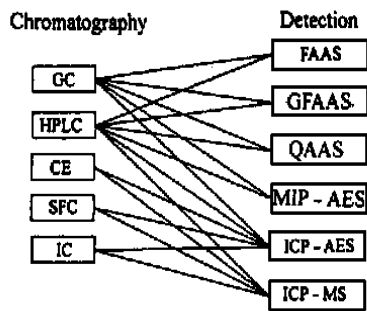 Chromatography
Detection
GC
HPLC
CE
SFC
IC
FAAS
GFAAS.
QAAS
MIP - AES
ICP - AES
ICP - MS